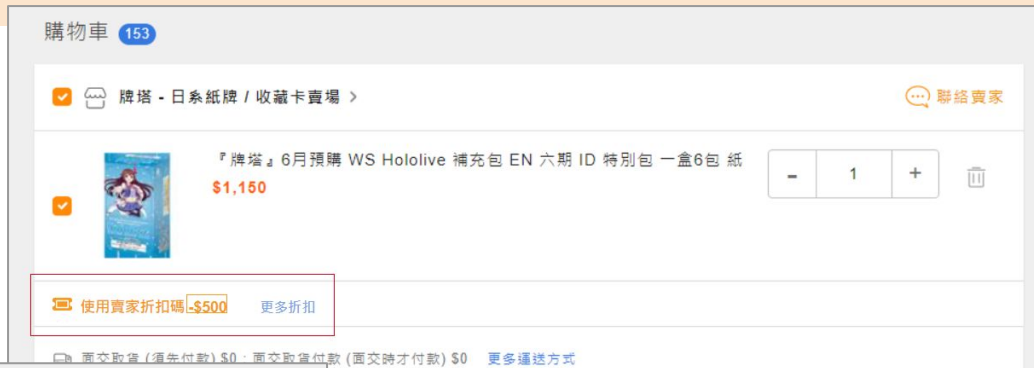 購物車 153
牌塔 - 日系紙牌 / 收藏卡賣場 >
聯絡賣家
『牌塔』6月預購 WS Hololive 補充包 EN 六期 ID 特別包 一盒6包 紙
$1,150
- 1 +
使用賣家折扣碼 -$500 更多折扣
面交取貨 (須先付款) $0 : 面交取貨付款 (面交時才付款) $0 更多運送方式